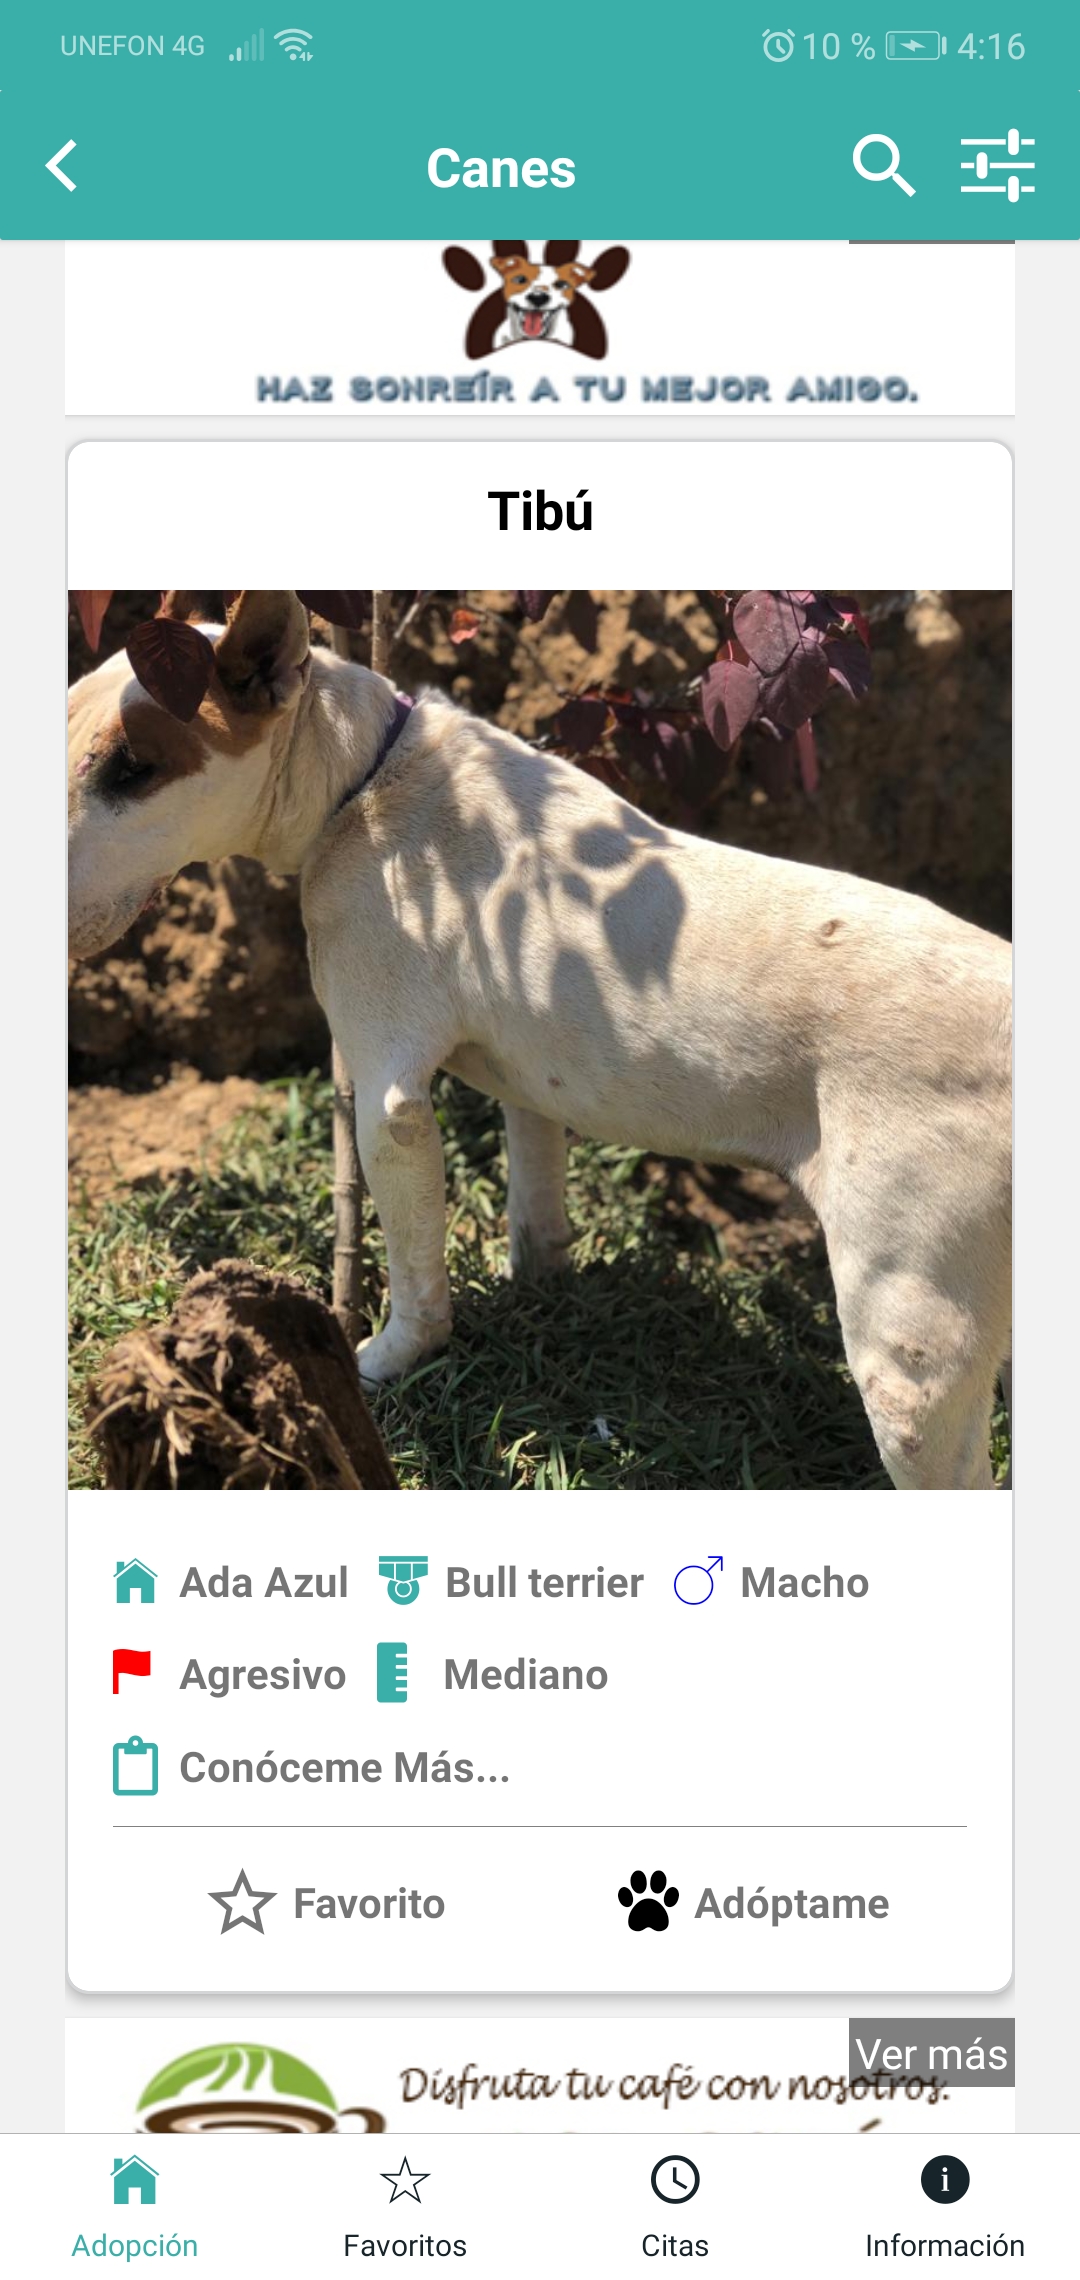 UNEFON 4G 10 % 4:16
Canes
HAZ SONREÍR A TU MEJOR AMIGO.
Tibú
Ada Azul Bull terrier Macho
Agresivo Mediano
Conóceme Más...
Favorito Adóptame
Ver más
Disfruta tu café con nosotros.
Adopción Favoritos Citas Información